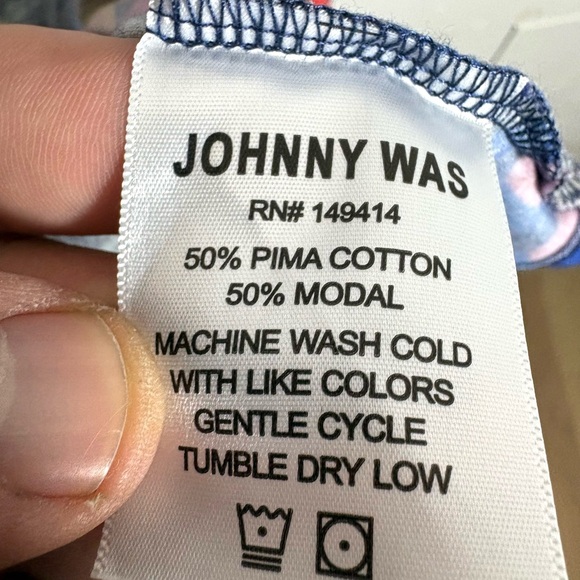 JOHNNY WAS
RN# 149414
50% PIMA COTTON
50% MODAL
MACHINE WASH COLD
WITH LIKE COLORS
GENTLE CYCLE
TUMBLE DRY LOW